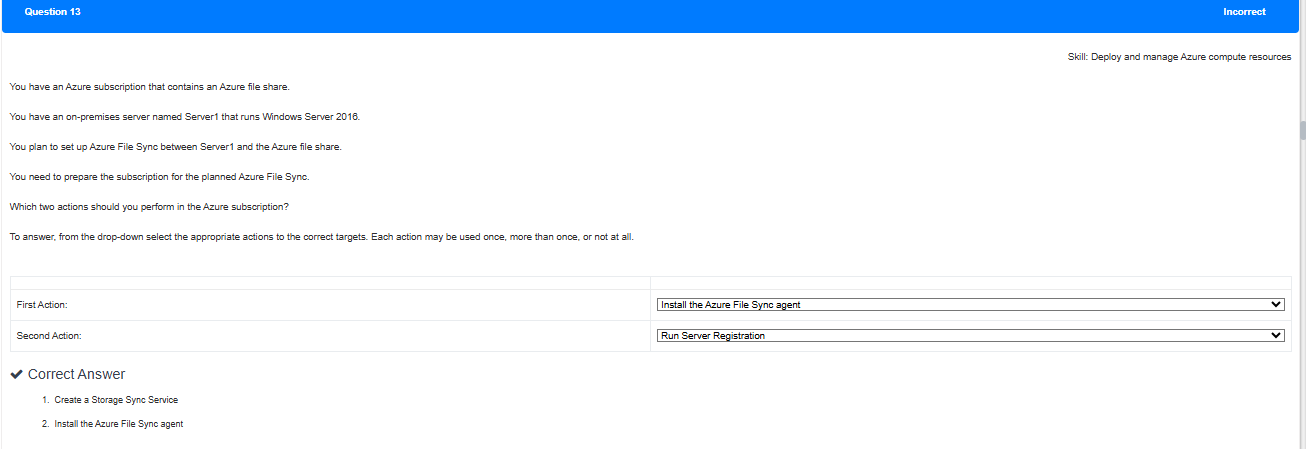 Question 13 Incorrect
Skill: Deploy and manage Azure compute resources
You have an Azure subscription that contains an Azure file share.
You have an on-premises server named Server1 that runs Windows Server 2016.
You plan to set up Azure File Sync between Server1 and the Azure file share.
You need to prepare the subscription for the planned Azure File Sync.
Which two actions should you perform in the Azure subscription?
To answer, from the drop-down select the appropriate actions to the correct targets. Each action may be used once, more than once, or not at all.
First Action: Install the Azure File Sync agent
Second Action: Run Server Registration
Correct Answer
1. Create a Storage Sync Service
2. Install the Azure File Sync agent